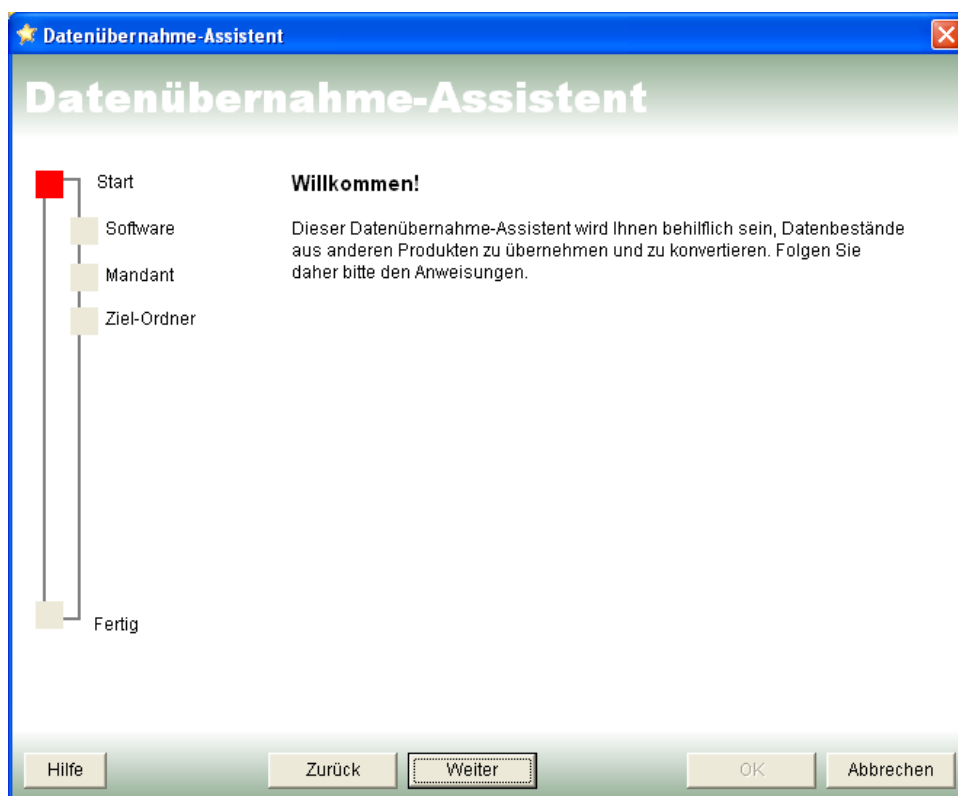 Datenübernahme-Assistent
Datenübernahme-Assistent
Start
Software
Mandant
Ziel-Ordner
Fertig
Willkommen!
Dieser Datenübernahme-Assistent wird Ihnen behilflich sein, Datenbestände
aus anderen Produkten zu übernehmen und zu konvertieren. Folgen Sie
daher bitte den Anweisungen.
Hilfe
Zurück
Weiter
OK
Abbrechen